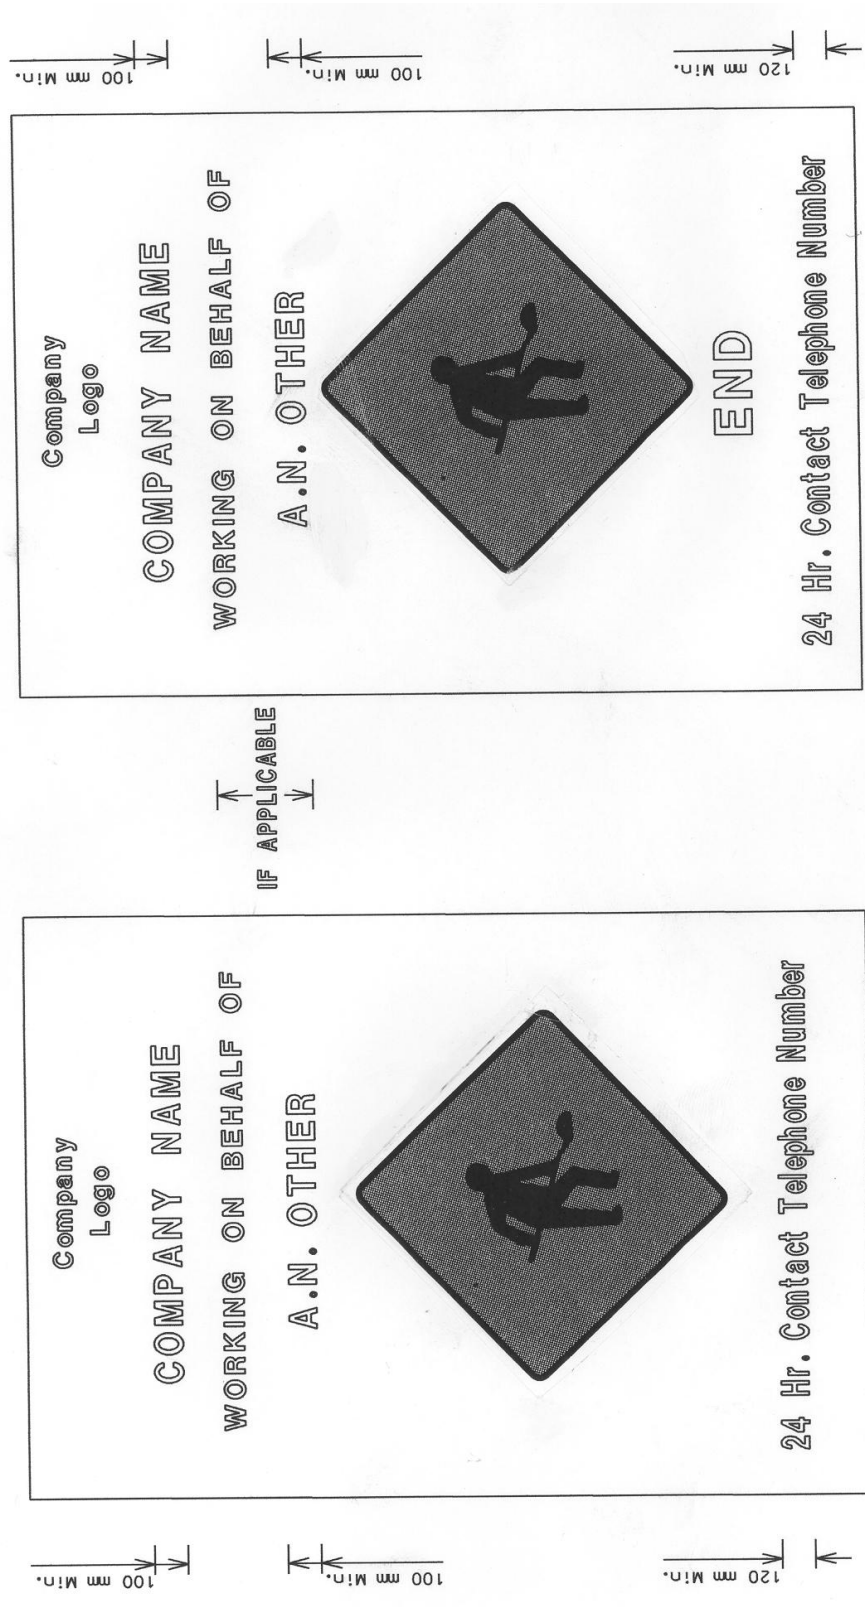 Company
Logo
COMPANY NAME
WORKING ON BEHALF OF
A.N. OTHER
24 Hr. Contact Telephone Number
100 mm Min.
100 mm Min.
120 mm Min.
IF APPLICABLE
Company
Logo
COMPANY NAME
WORKING ON BEHALF OF
A.N. OTHER
END
24 Hr. Contact Telephone Number
100 mm Min.
100 mm Min.
120 mm Min.